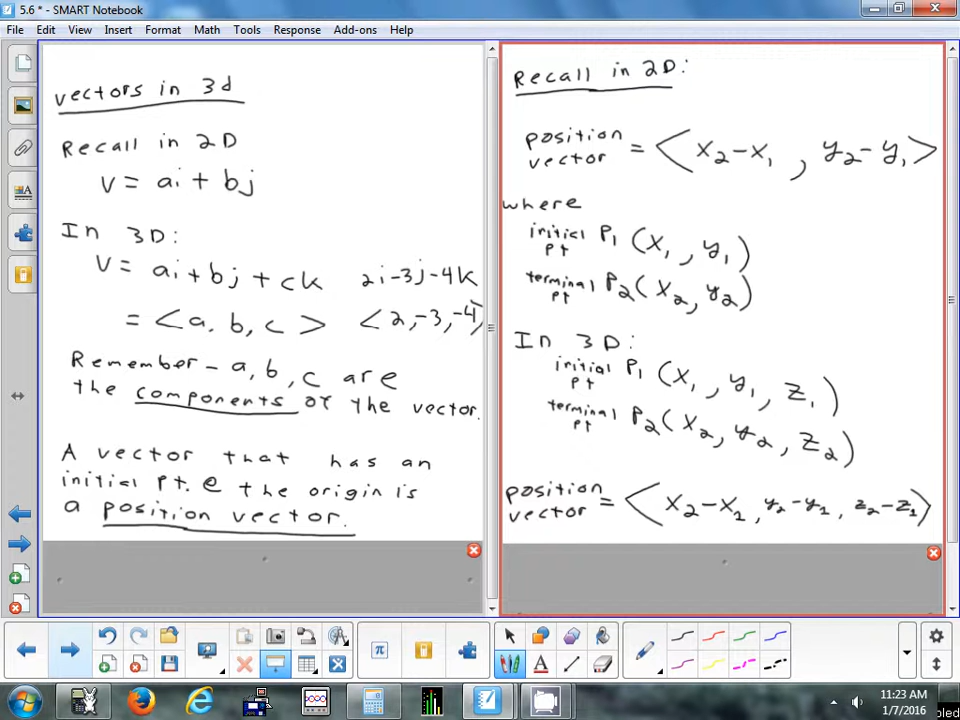 5.6 * - SMART Notebook
File Edit View Insert Format Math Tools Response Add-ons Help
vectors in 3d
Recall in 2D
v = ai + bj
In 3D:
v = ai + bj + ck 2i-3j-4k
= <a, b, c> <2,-3,-4>
Remember - a, b, c are
the components of the vector.
A vector that has an
initial pt. @ the origin is
a position vector.
Recall in 2D:
position vector = <x₂-x₁, y₂-y₁>
where
initial pt P₁ (x₁, y₁)
terminal pt P₂ (x₂, y₂)
In 3D:
initial pt P₁ (x₁, y₁, z₁)
terminal pt P₂ (x₂, y₂, z₂)
position vector = <x₂-x₁, y₂-y₁, z₂-z₁>
11:23 AM
1/7/2016